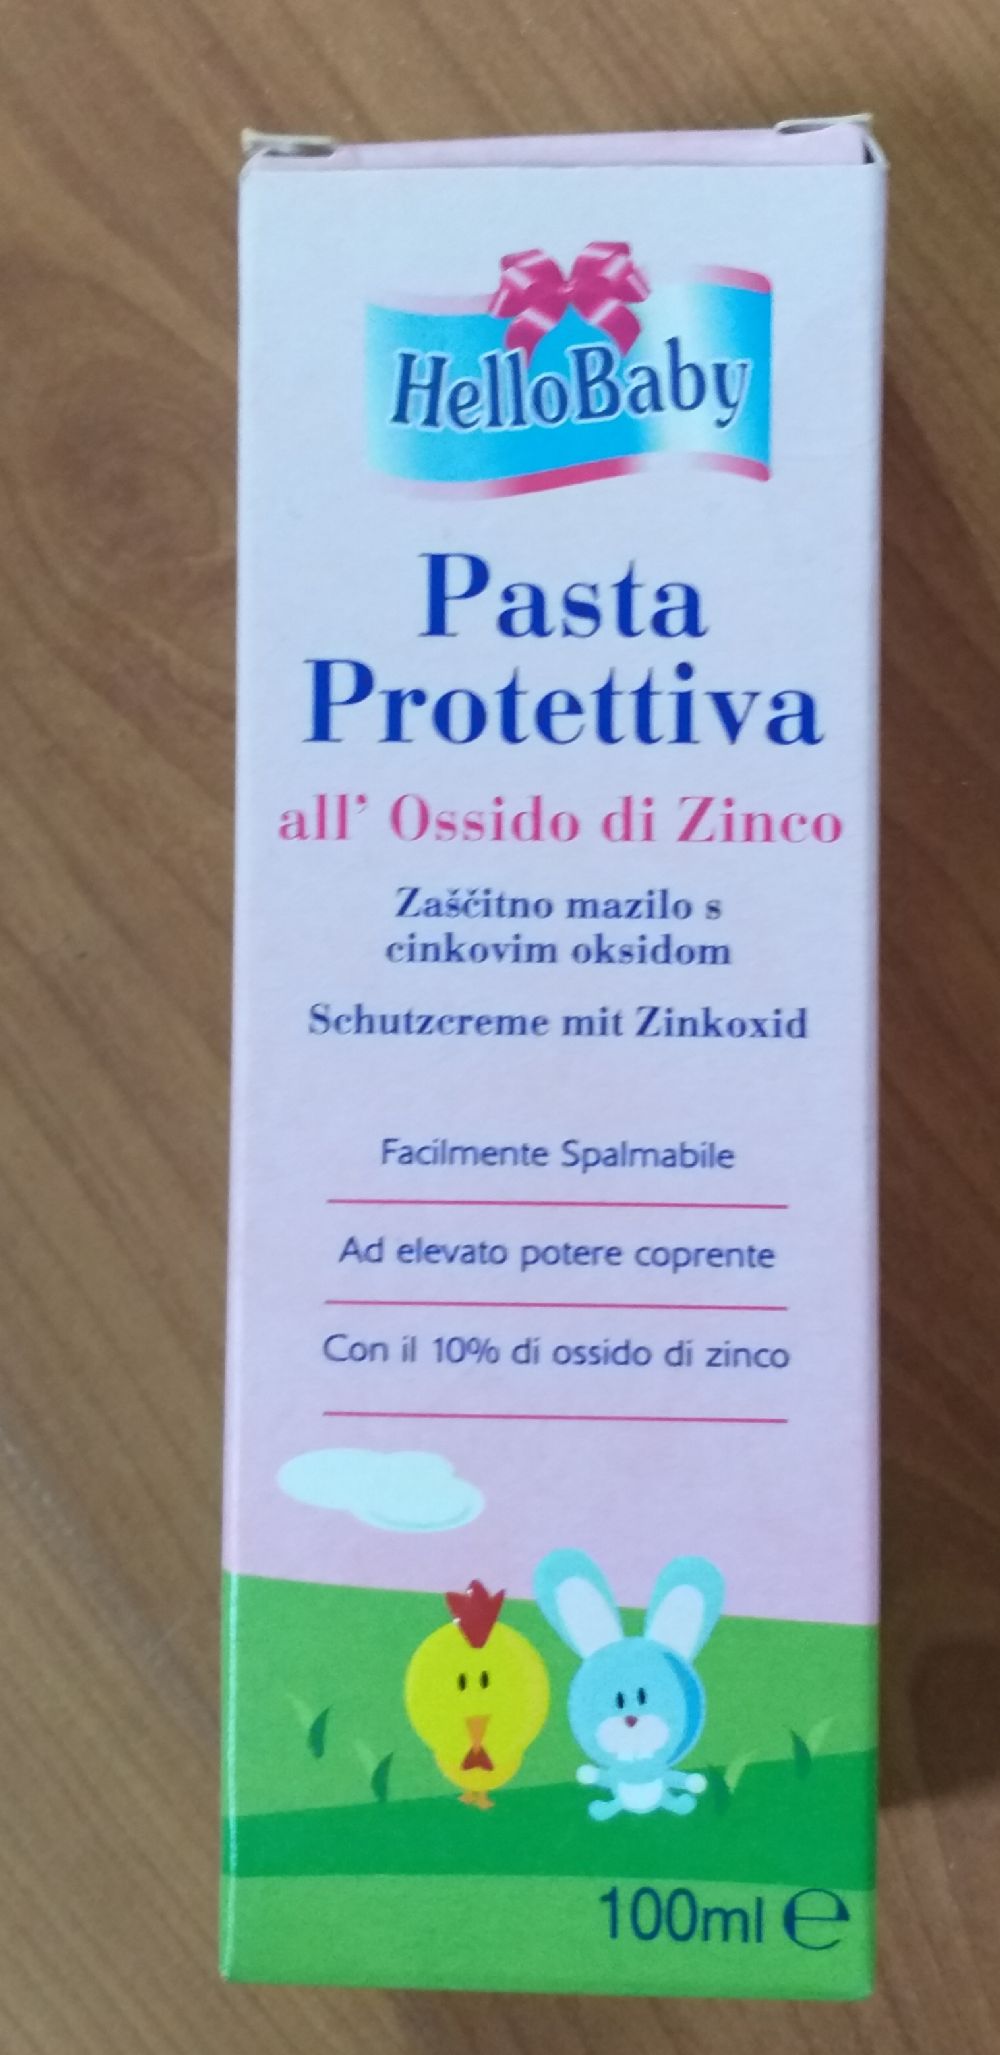 HelloBaby
Pasta
Protettiva
all' Ossido di Zinco
Zaščitno mazilo s
cinkovim oksidom
Schutzcreme mit Zinkoxid
Facilmente Spalmabile
Ad elevato potere coprente
Con il 10% di ossido di zinco
100ml ℮